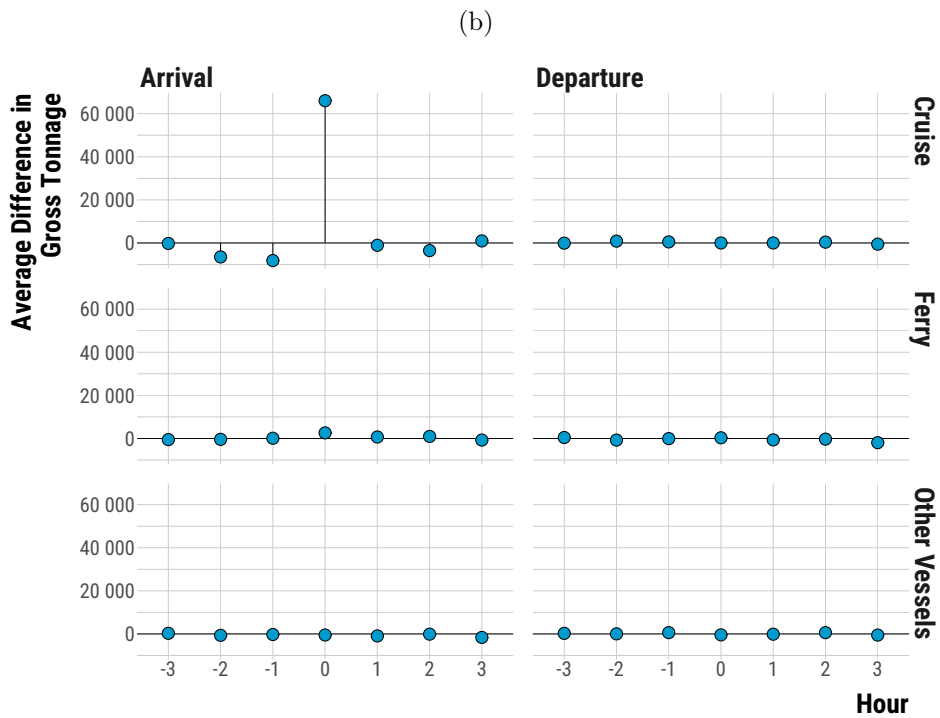 (b)
Arrival
Departure
Average Difference in
Gross Tonnage
60 000
40 000
20 000
0
Cruise
60 000
40 000
20 000
0
Ferry
60 000
40 000
20 000
0
Other Vessels
-3 -2 -1 0 1 2 3
-3 -2 -1 0 1 2 3
Hour